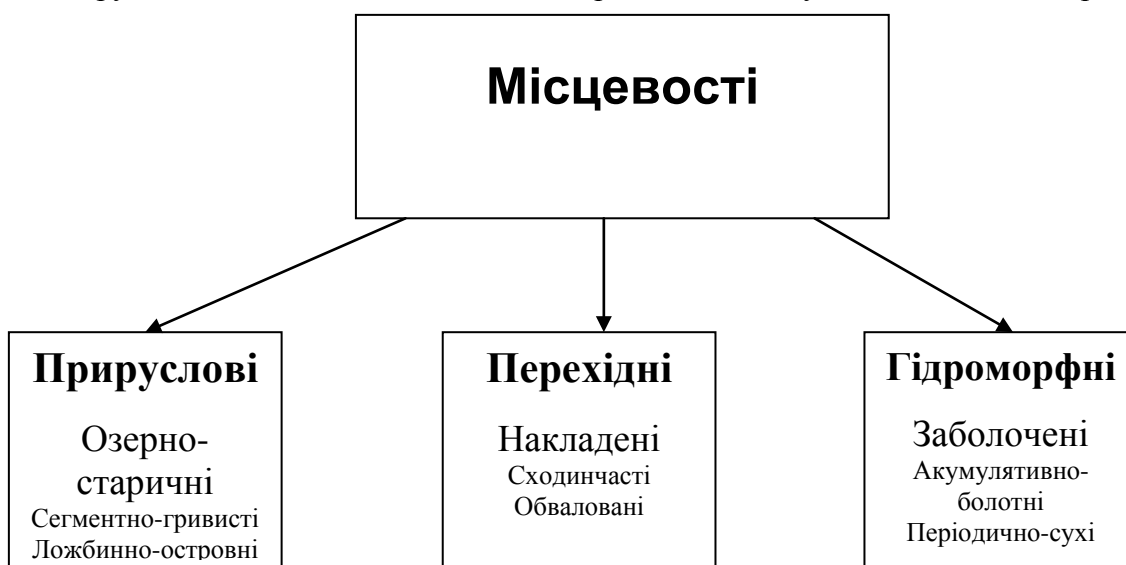 Місцевості
Прируслові
Озерно-
старичні
Сегментно-гривисті
Ложбинно-островні
Перехідні
Накладені
Сходинчасті
Обваловані
Гідроморфні
Заболочені
Акумулятивно-
болотні
Періодично-сухі